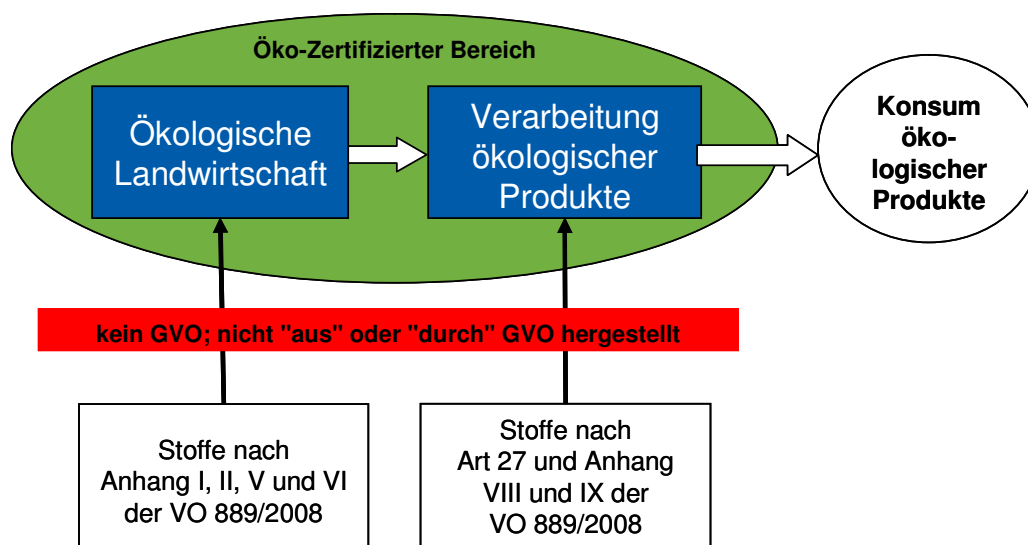 Öko-Zertifizierter Bereich
Ökologische
Landwirtschaft
Verarbeitung
ökologischer
Produkte
Konsum
öko-
logischer
Produkte
kein GVO; nicht "aus" oder "durch" GVO hergestellt
Stoffe nach
Anhang I, II, V und VI
der VO 889/2008
Stoffe nach
Art 27 und Anhang
VIII und IX der
VO 889/2008